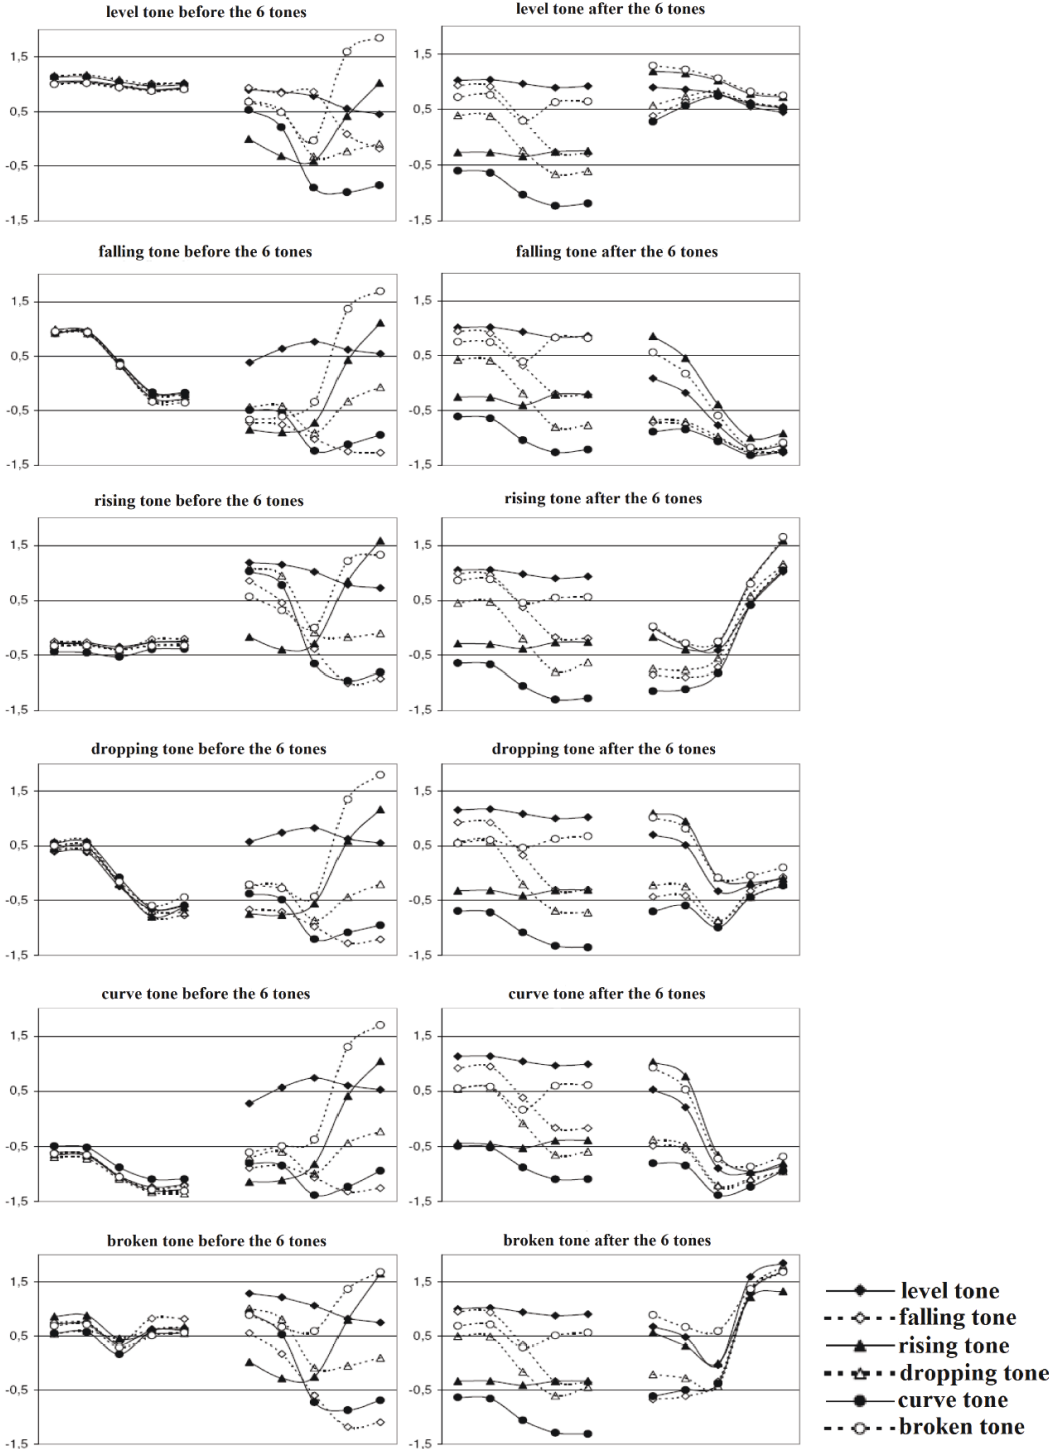 level tone before the 6 tones
level tone after the 6 tones
1,5
0,5
-0,5
-1,5
1,5
0,5
-0,5
-1,5
falling tone before the 6 tones
falling tone after the 6 tones
1,5
0,5
-0,5
-1,5
1,5
0,5
-0,5
-1,5
rising tone before the 6 tones
rising tone after the 6 tones
1,5
0,5
-0,5
-1,5
1,5
0,5
-0,5
-1,5
dropping tone before the 6 tones
dropping tone after the 6 tones
1,5
0,5
-0,5
-1,5
1,5
0,5
-0,5
-1,5
curve tone before the 6 tones
curve tone after the 6 tones
1,5
0,5
-0,5
-1,5
1,5
0,5
-0,5
-1,5
broken tone before the 6 tones
broken tone after the 6 tones
1,5
0,5
-0,5
-1,5
1,5
0,5
-0,5
-1,5
level tone
falling tone
rising tone
dropping tone
curve tone
broken tone